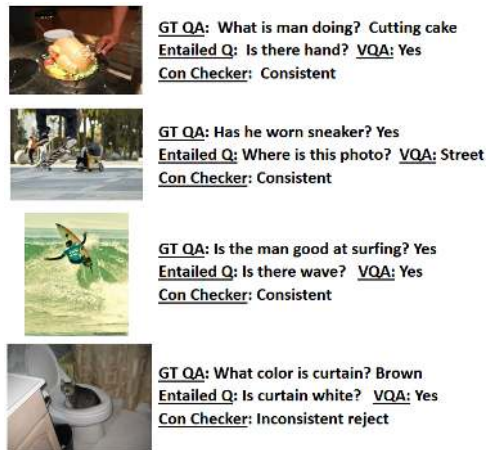 GT QA: What is man doing? Cutting cake
Entailed Q: Is there hand? VQA: Yes
Con Checker: Consistent
GT QA: Has he worn sneaker? Yes
Entailed Q: Where is this photo? VQA: Street
Con Checker: Consistent
GT QA: Is the man good at surfing? Yes
Entailed Q: Is there wave? VQA: Yes
Con Checker: Consistent
GT QA: What color is curtain? Brown
Entailed Q: Is curtain white? VQA: Yes
Con Checker: Inconsistent reject